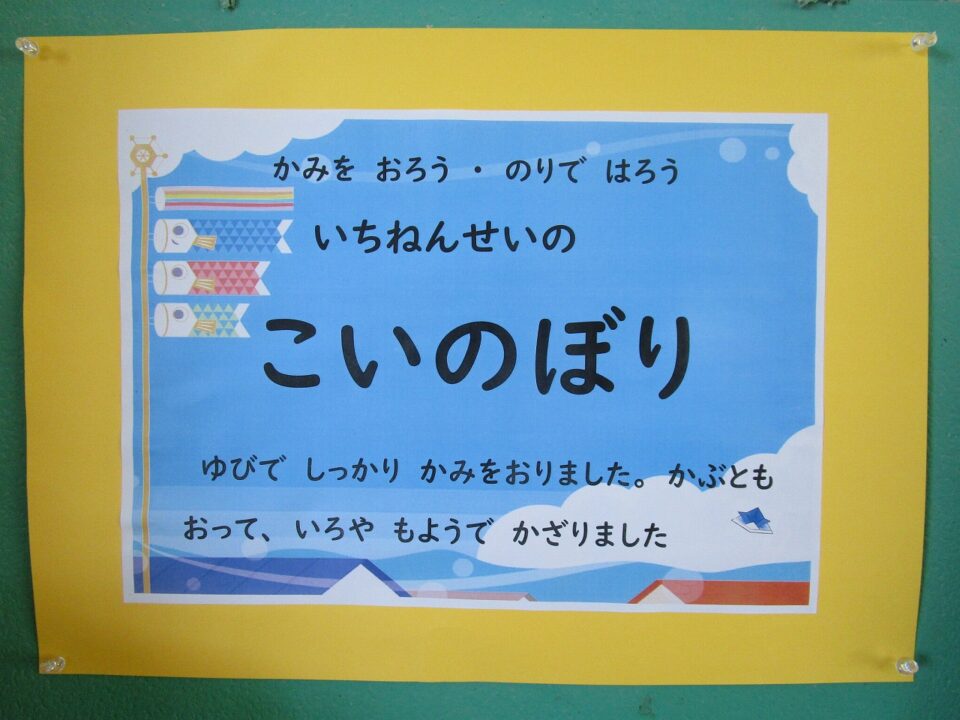 かみを おろう ・ のりで はろう
いちねんせいの
こいのぼり
ゆびで しっかり かみをおりました。かぶとも
おって、いろや もようで かざりました